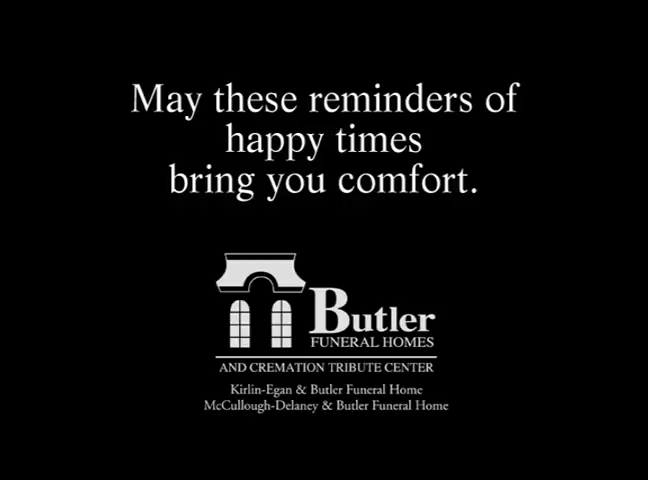 May these reminders of
happy times
bring you comfort.
Butler
FUNERAL HOMES
AND CREMATION TRIBUTE CENTER
Kirlin-Egan & Butler Funeral Home
McCullough-Delaney & Butler Funeral Home